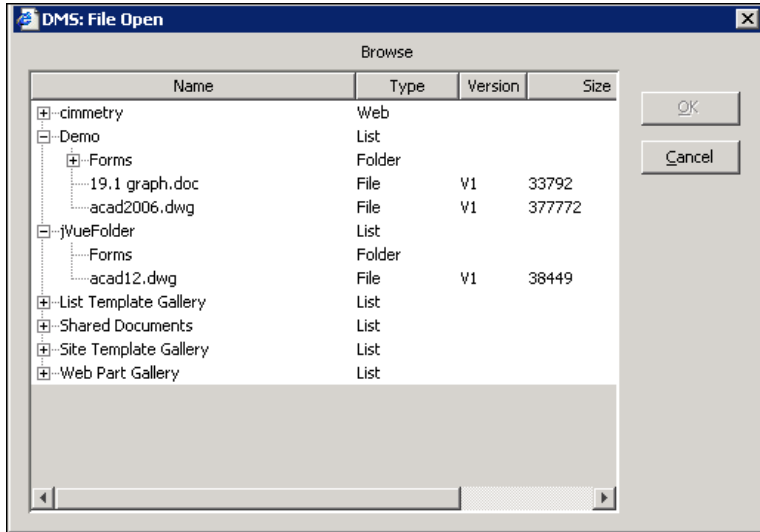 DMS: File Open
Browse
Name Type Version Size
cimmetry Web
Demo List
Forms Folder
19.1 graph.doc File V1 33792
acad2006.dwg File V1 377772
jVueFolder List
Forms Folder
acad12.dwg File V1 38449
List Template Gallery List
Shared Documents List
Site Template Gallery List
Web Part Gallery List
OK
Cancel